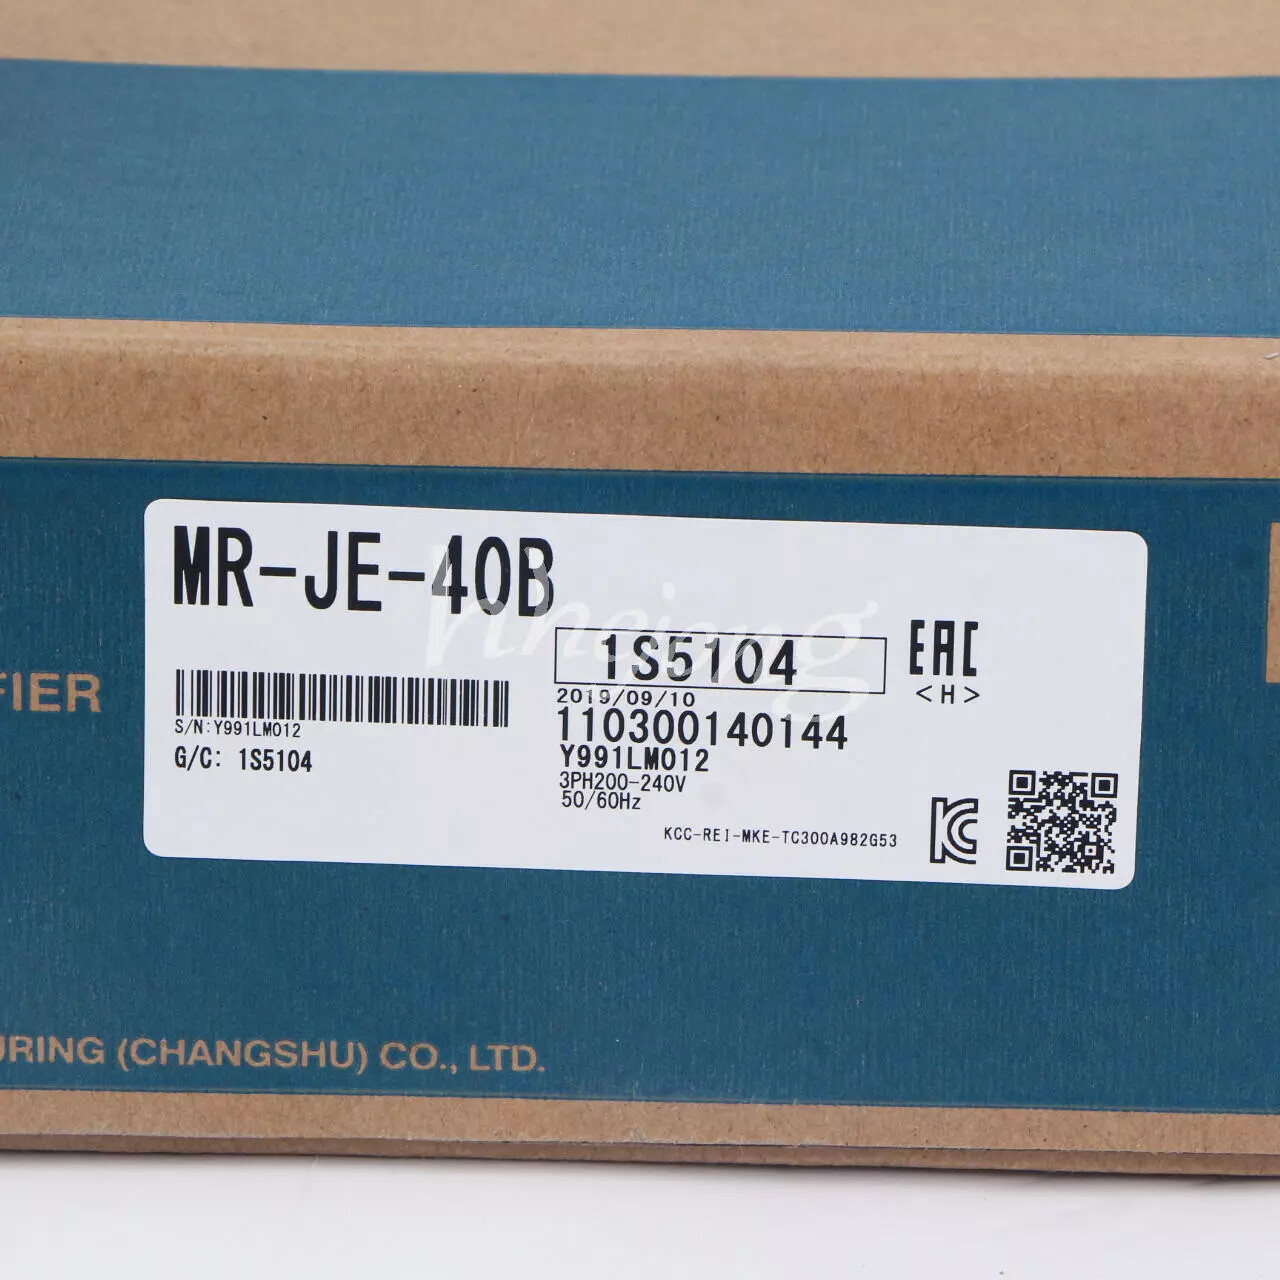 MR-JE-40B
1S5104
EAC
<H>
2019/09/10
110300140144
S/N:Y991LM012
Y991LM012
G/C: 1S5104
3PH200-240V
50/60Hz
KCC-REI-MKE-TC300A982G53
FIER
URING (CHANGSHU) CO., LTD.